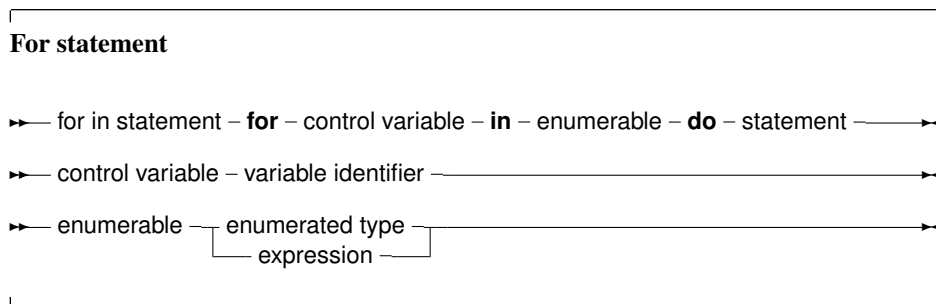 For statement
for in statement – for – control variable – in – enumerable – do – statement –
control variable – variable identifier –
enumerable – enumerated type –
expression –